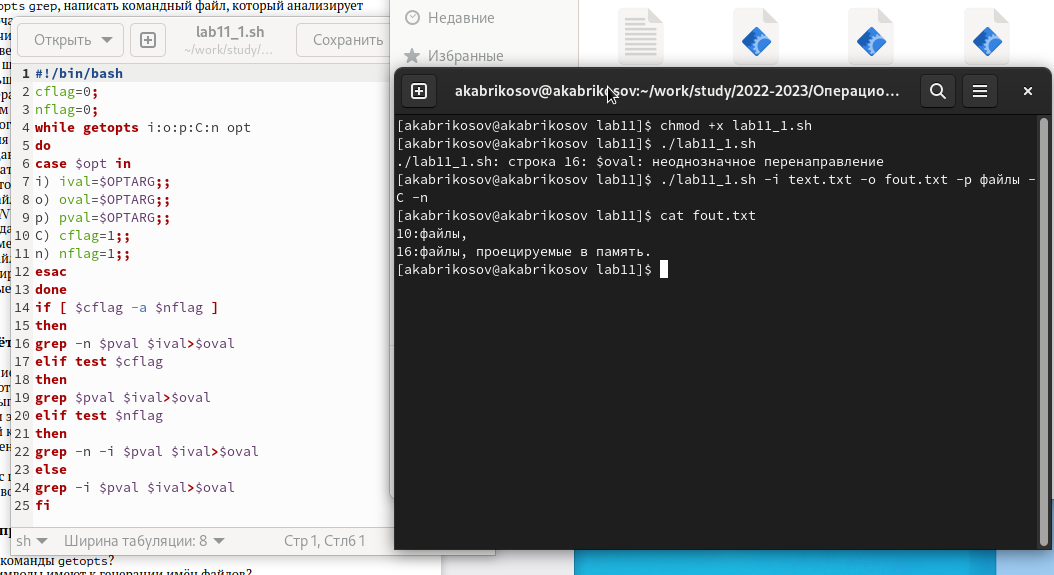 opts grep, написать командный файл, который анализирует
Открыть
lab11_1.sh
~/work/study/...
Сохранить
1 #!/bin/bash
2 cflag=0;
3 nflag=0;
4 while getopts i:o:p:C:n opt
5 do
6 case $opt in
7 i) ival=$OPTARG;;
8 o) oval=$OPTARG;;
9 p) pval=$OPTARG;;
10 C) cflag=1;;
11 n) nflag=1;;
12 esac
13 done
14 if [ $cflag -a $nflag ]
15 then
16 grep -n $pval $ival>$oval
17 elif test $cflag
18 then
19 grep $pval $ival>$oval
20 elif test $nflag
21 then
22 grep -n -i $pval $ival>$oval
23 else
24 grep -i $pval $ival>$oval
25 fi
sh
Ширина табуляции: 8
Стр 1, Стлб 1
команды getopts?
Недавние
Избранные
akabrikosov@akabrikosov:~/work/study/2022-2023/Операцио...
[akabrikosov@akabrikosov lab11]$ chmod +x lab11_1.sh
[akabrikosov@akabrikosov lab11]$ ./lab11_1.sh
./lab11_1.sh: строка 16: $oval: неоднозначное перенаправление
[akabrikosov@akabrikosov lab11]$ ./lab11_1.sh -i text.txt -o fout.txt -p файлы -
C -n
[akabrikosov@akabrikosov lab11]$ cat fout.txt
10:файлы,
16:файлы, проецируемые в память.
[akabrikosov@akabrikosov lab11]$